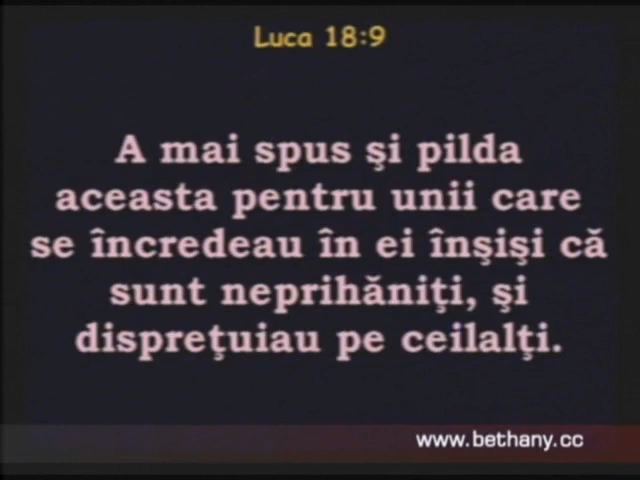 Luca 18:9
A mai spus şi pilda
aceasta pentru unii care
se încredeau în ei înşişi că
sunt neprihăniţi, şi
dispreţuiau pe ceilalţi.
www.bethany.cc